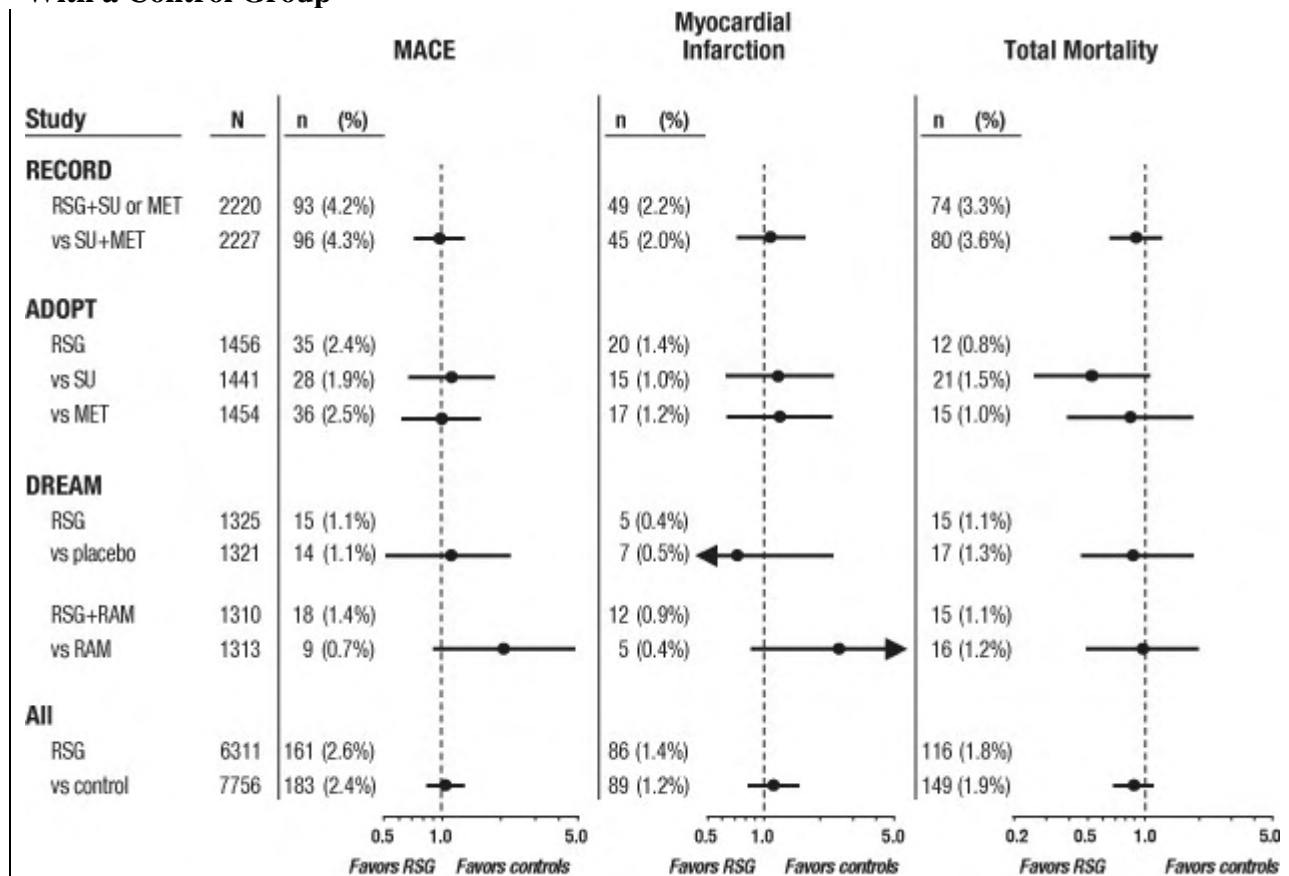 With a Control Group
MACE
Myocardial
Infarction
Total Mortality
Study N n (%) n (%) n (%)
RECORD
RSG+SU or MET 2220 93 (4.2%) 49 (2.2%) 74 (3.3%)
vs SU+MET 2227 96 (4.3%) 45 (2.0%) 80 (3.6%)
ADOPT
RSG 1456 35 (2.4%) 20 (1.4%) 12 (0.8%)
vs SU 1441 28 (1.9%) 15 (1.0%) 21 (1.5%)
vs MET 1454 36 (2.5%) 17 (1.2%) 15 (1.0%)
DREAM
RSG 1325 15 (1.1%) 5 (0.4%) 15 (1.1%)
vs placebo 1321 14 (1.1%) 7 (0.5%) 17 (1.3%)
RSG+RAM 1310 18 (1.4%) 12 (0.9%) 15 (1.1%)
vs RAM 1313 9 (0.7%) 5 (0.4%) 16 (1.2%)
All
RSG 6311 161 (2.6%) 86 (1.4%) 116 (1.8%)
vs control 7756 183 (2.4%) 89 (1.2%) 149 (1.9%)
0.5 1.0 5.0 0.5 1.0 5.0 0.2 0.5 1.0 5.0
Favors RSG Favors controls Favors RSG Favors controls Favors RSG Favors controls